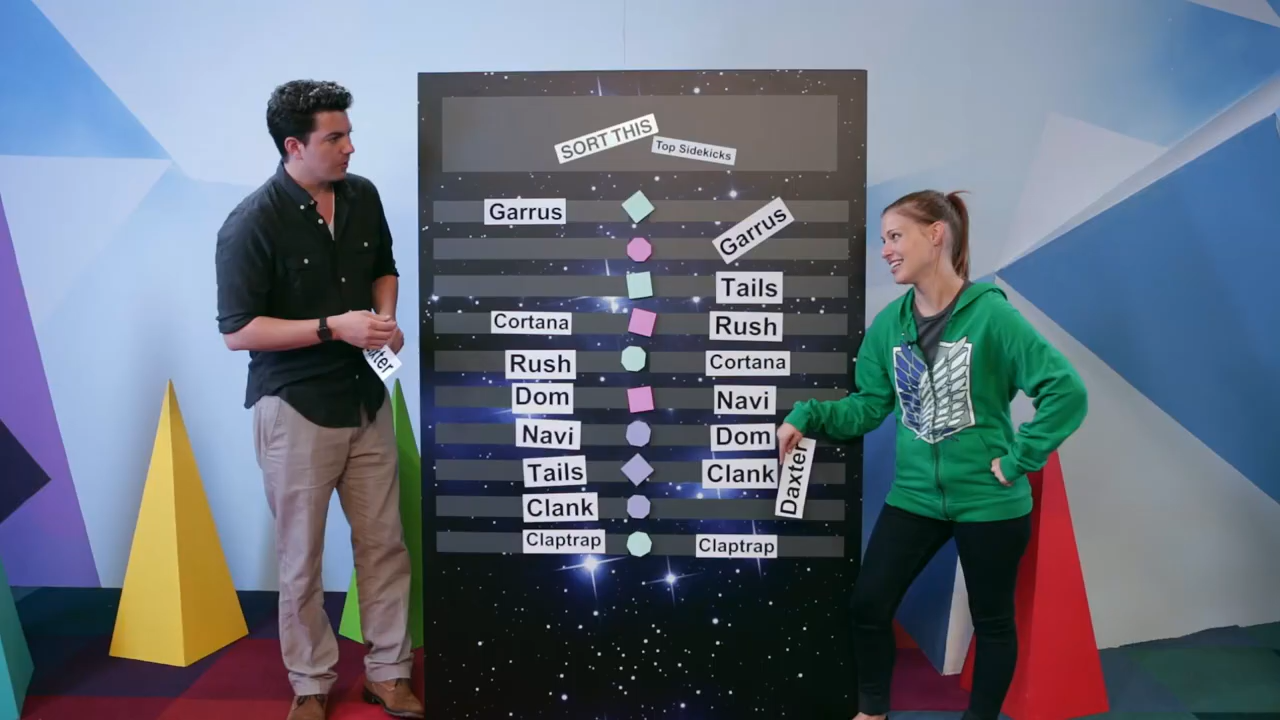 SORT THIS
Top Sidekicks
Garrus
Garrus
Tails
Cortana
Rush
Rush
Cortana
Dom
Navi
Navi
Dom
Tails
Clank
Daxter
Clank
Claptrap
Claptrap